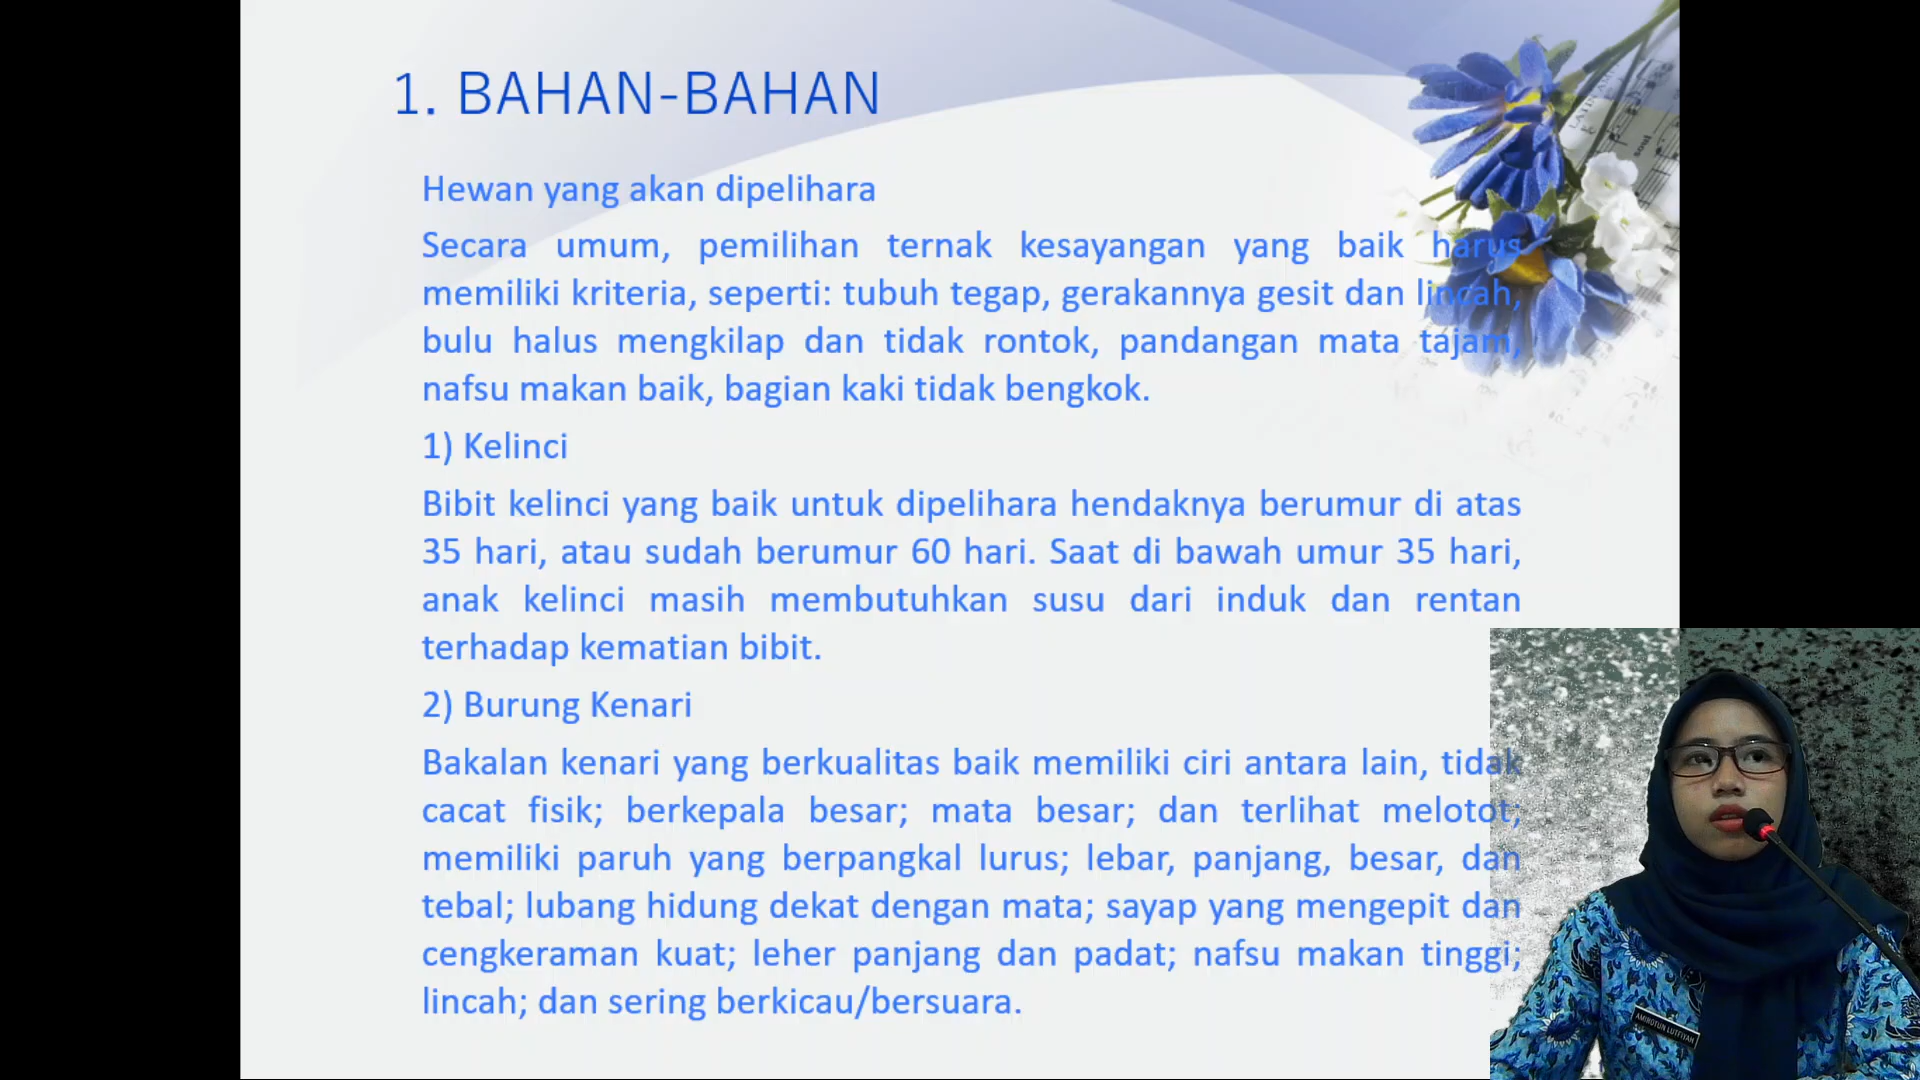 1. BAHAN-BAHAN
Hewan yang akan dipelihara
Secara umum, pemilihan ternak kesayangan yang baik harus
memiliki kriteria, seperti: tubuh tegap, gerakannya gesit dan lincah,
bulu halus mengkilap dan tidak rontok, pandangan mata tajam,
nafsu makan baik, bagian kaki tidak bengkok.
1) Kelinci
Bibit kelinci yang baik untuk dipelihara hendaknya berumur di atas
35 hari, atau sudah berumur 60 hari. Saat di bawah umur 35 hari,
anak kelinci masih membutuhkan susu dari induk dan rentan
terhadap kematian bibit.
2) Burung Kenari
Bakalan kenari yang berkualitas baik memiliki ciri antara lain, tidak
cacat fisik; berkepala besar; mata besar; dan terlihat melotot;
memiliki paruh yang berpangkal lurus; lebar, panjang, besar, dan
tebal; lubang hidung dekat dengan mata; sayap yang mengepit dan
cengkeraman kuat; leher panjang dan padat; nafsu makan tinggi;
lincah; dan sering berkicau/bersuara.
AMIROTUN LUTFIYAH